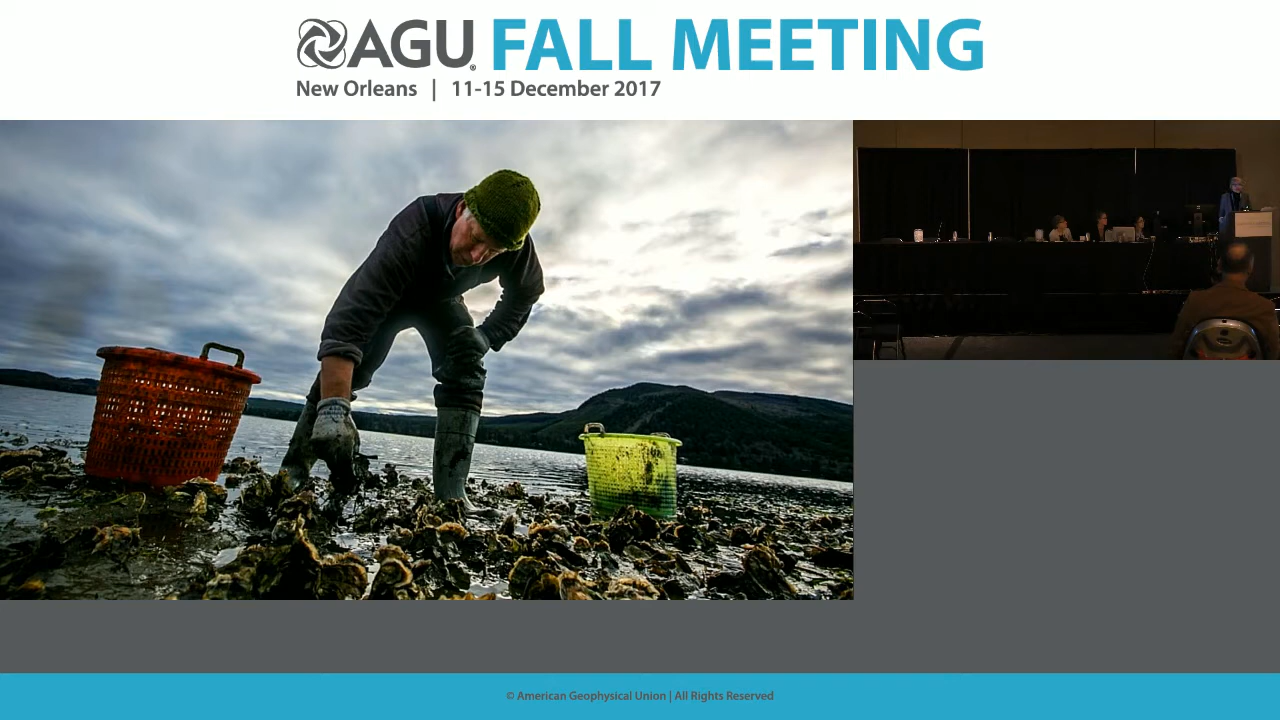 AGU® FALL MEETING
New Orleans | 11-15 December 2017
© American Geophysical Union | All Rights Reserved